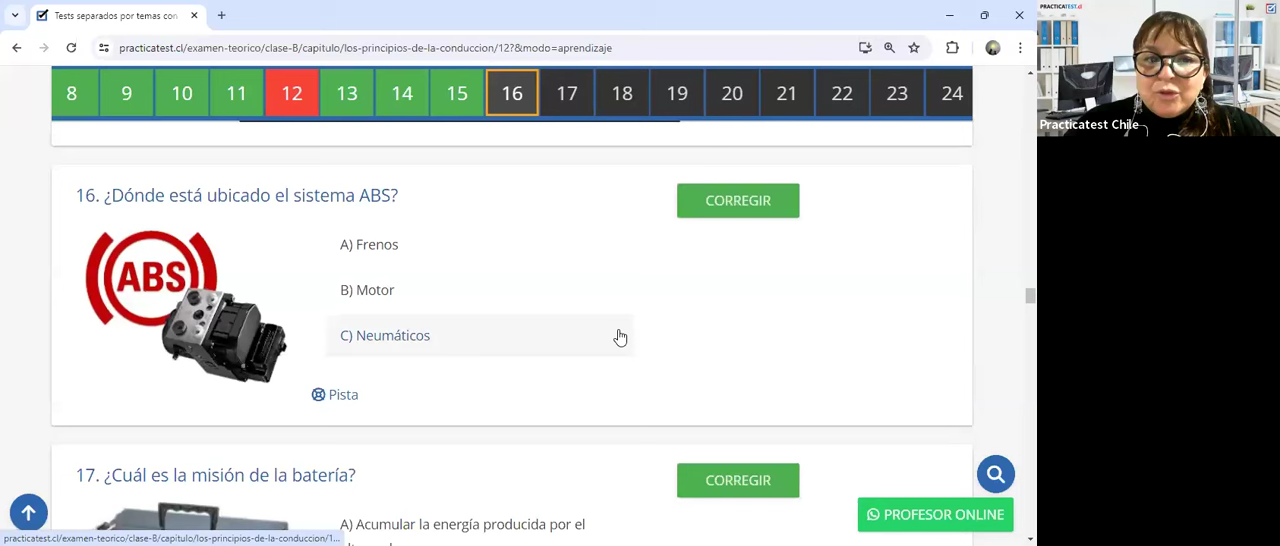 Tests separados por temas con
practicatest.cl/examen-teorico/clase-B/capitulo/los-principios-de-la-conduccion/12?&modo=aprendizaje
PRACTICATEST.cl
Practicatest Chile
8 9 10 11 12 13 14 15 16 17 18 19 20 21 22 23 24
16. ¿Dónde está ubicado el sistema ABS?
CORREGIR
ABS
A) Frenos
B) Motor
C) Neumáticos
Pista
17. ¿Cuál es la misión de la batería?
CORREGIR
A) Acumular la energía producida por el
PROFESOR ONLINE
practicatest.cl/examen-teorico/clase-B/capitulo/los-principios-de-la-conduccion/1...